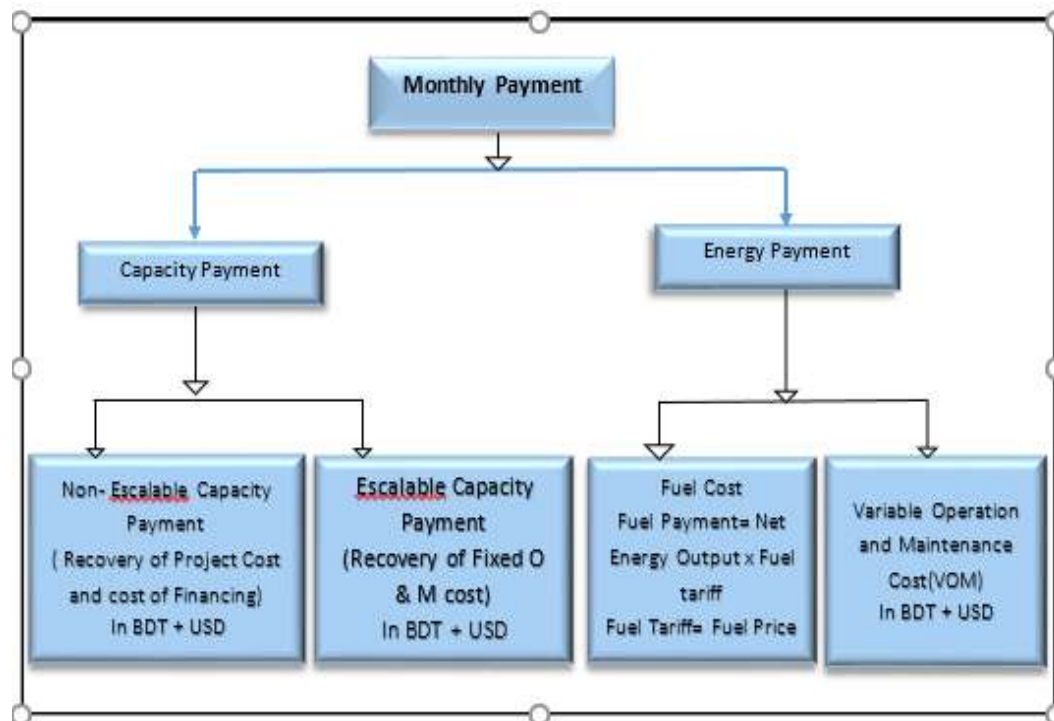 Monthly Payment
Capacity Payment
Energy Payment
Non- Escalable Capacity
Payment
( Recovery of Project Cost
and cost of Financing)
In BDT + USD
Escalable Capacity
Payment
(Recovery of Fixed O
& M cost)
In BDT + USD
Fuel Cost
Fuel Payment= Net
Energy Output x Fuel
tariff
Fuel Tariff= Fuel Price
Variable Operation
and Maintenance
Cost(VOM)
In BDT + USD